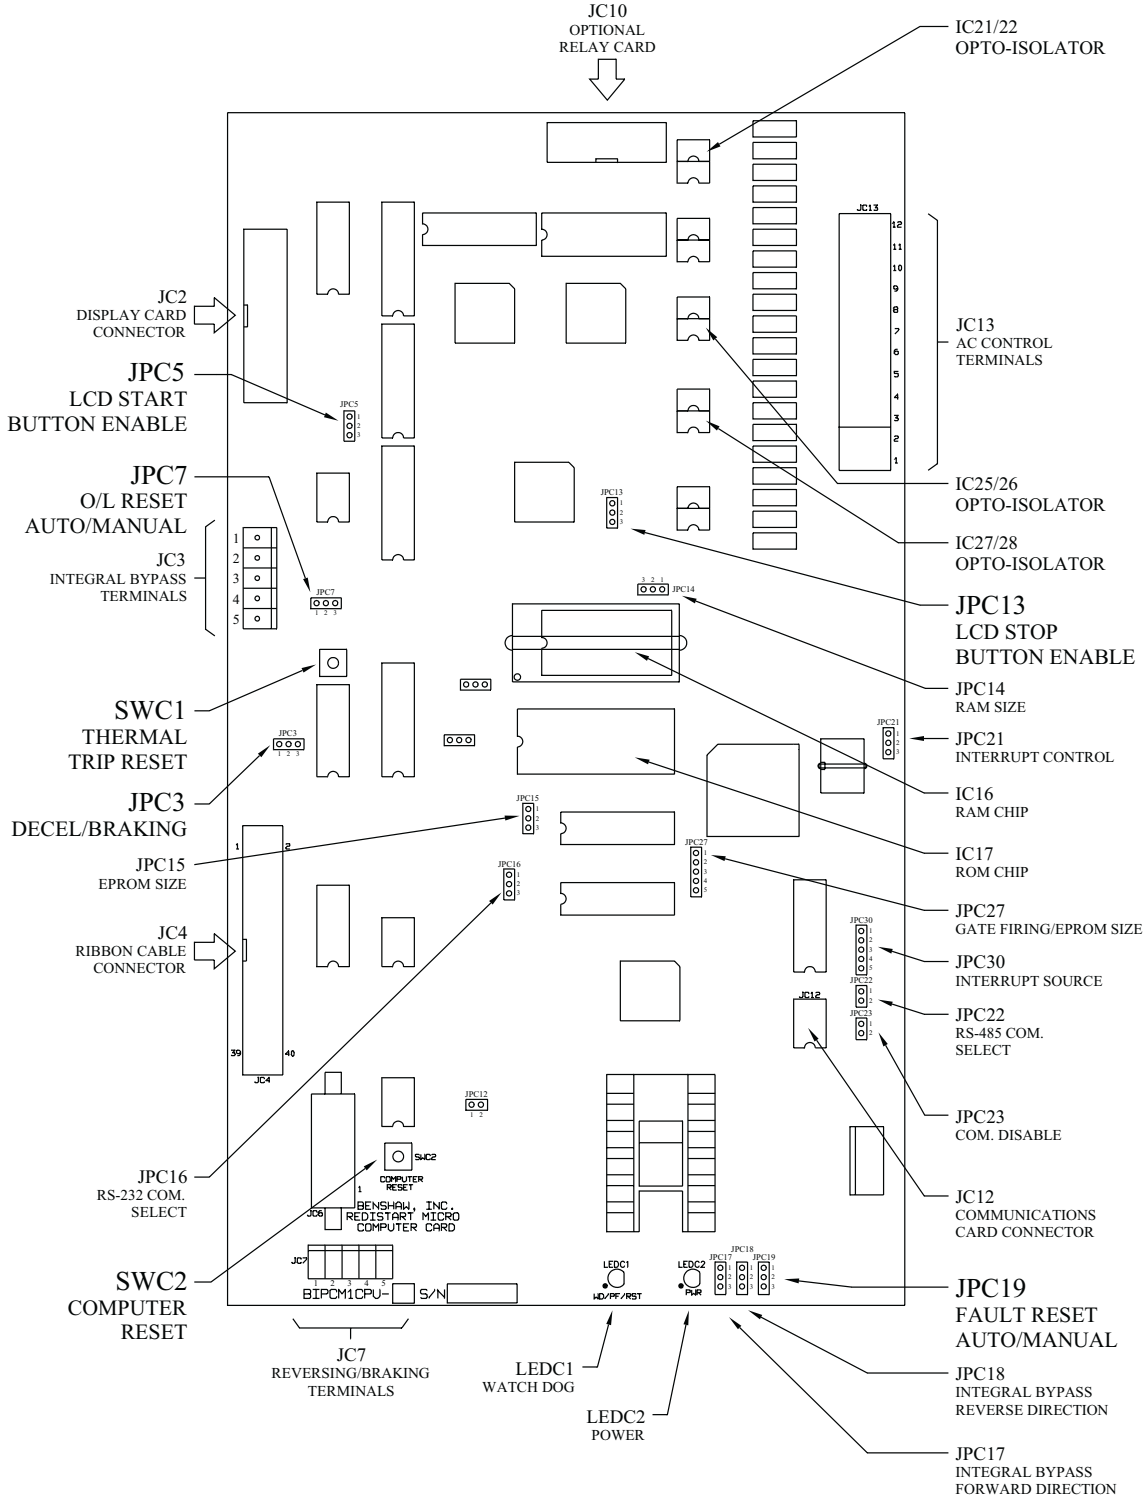 JC10
OPTIONAL
RELAY CARD
IC21/22
OPTO-ISOLATOR
JC13
12
11
10
9
8
7
6
5
4
3
2
1
JC13
AC CONTROL
TERMINALS
JC2
DISPLAY CARD
CONNECTOR
JPC5
LCD START
BUTTON ENABLE
JPC5
1
2
3
JPC7
O/L RESET
AUTO/MANUAL
JC3
INTEGRAL BYPASS
TERMINALS
1
2
3
4
5
JPC7
1 2 3
JPC13
1
2
3
IC25/26
OPTO-ISOLATOR
IC27/28
OPTO-ISOLATOR
3 2 1
JPC14
JPC13
LCD STOP
BUTTON ENABLE
JPC14
RAM SIZE
SWC1
THERMAL
TRIP RESET
JPC3
1 2 3
JPC21
1
2
3
JPC21
INTERRUPT CONTROL
JPC3
DECEL/BRAKING
IC16
RAM CHIP
JPC15
1
2
3
JPC15
EPROM SIZE
1
2
JPC16
1
2
3
JPC27
1
2
3
4
5
IC17
ROM CHIP
JPC27
GATE FIRING/EPROM SIZE
JC4
RIBBON CABLE
CONNECTOR
JPC30
1
2
3
4
5
JPC30
INTERRUPT SOURCE
JPC22
1
2
JPC22
RS-485 COM.
SELECT
JC12
JPC23
1
2
39
40
JC4
JPC12
1 2
JPC23
COM. DISABLE
JPC16
RS-232 COM.
SELECT
SWC2
COMPUTER
RESET
1
JC6
BENSHAW, INC.
REDISTART MICRO
COMPUTER CARD
JC12
COMMUNICATIONS
CARD CONNECTOR
JC7
1 2 3 4 5
BIPCM1CPU-
S/N
LEDC1
WD/PF/RST
LEDC2
PWR
JPC17
1
2
3
JPC18
1
2
3
JPC19
1
2
3
SWC2
COMPUTER
RESET
JPC19
FAULT RESET
AUTO/MANUAL
JC7
REVERSING/BRAKING
TERMINALS
LEDC1
WATCH DOG
LEDC2
POWER
JPC18
INTEGRAL BYPASS
REVERSE DIRECTION
JPC17
INTEGRAL BYPASS
FORWARD DIRECTION